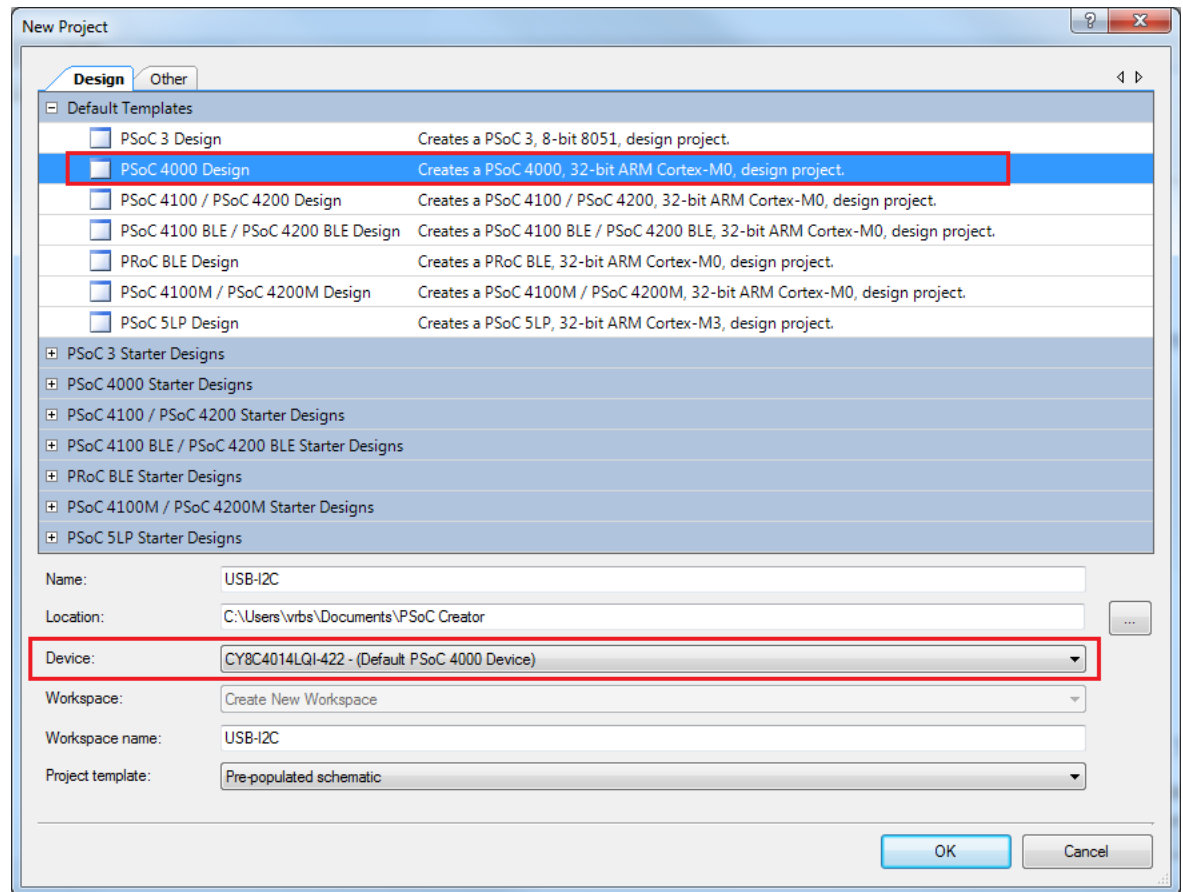 New Project
Design Other
Default Templates
PSoC 3 Design Creates a PSoC 3, 8-bit 8051, design project.
PSoC 4000 Design Creates a PSoC 4000, 32-bit ARM Cortex-M0, design project.
PSoC 4100 / PSoC 4200 Design Creates a PSoC 4100 / PSoC 4200, 32-bit ARM Cortex-M0, design project.
PSoC 4100 BLE / PSoC 4200 BLE Design Creates a PSoC 4100 BLE / PSoC 4200 BLE, 32-bit ARM Cortex-M0, design project.
PRoC BLE Design Creates a PRoC BLE, 32-bit ARM Cortex-M0, design project.
PSoC 4100M / PSoC 4200M Design Creates a PSoC 4100M / PSoC 4200M, 32-bit ARM Cortex-M0, design project.
PSoC 5LP Design Creates a PSoC 5LP, 32-bit ARM Cortex-M3, design project.
PSoC 3 Starter Designs
PSoC 4000 Starter Designs
PSoC 4100 / PSoC 4200 Starter Designs
PSoC 4100 BLE / PSoC 4200 BLE Starter Designs
PRoC BLE Starter Designs
PSoC 4100M / PSoC 4200M Starter Designs
PSoC 5LP Starter Designs
Name: USB-I2C
Location: C:\Users\vrbs\Documents\PSoC Creator ...
Device: CY8C4014LQI-422 - (Default PSoC 4000 Device)
Workspace: Create New Workspace
Workspace name: USB-I2C
Project template: Pre-populated schematic
OK Cancel